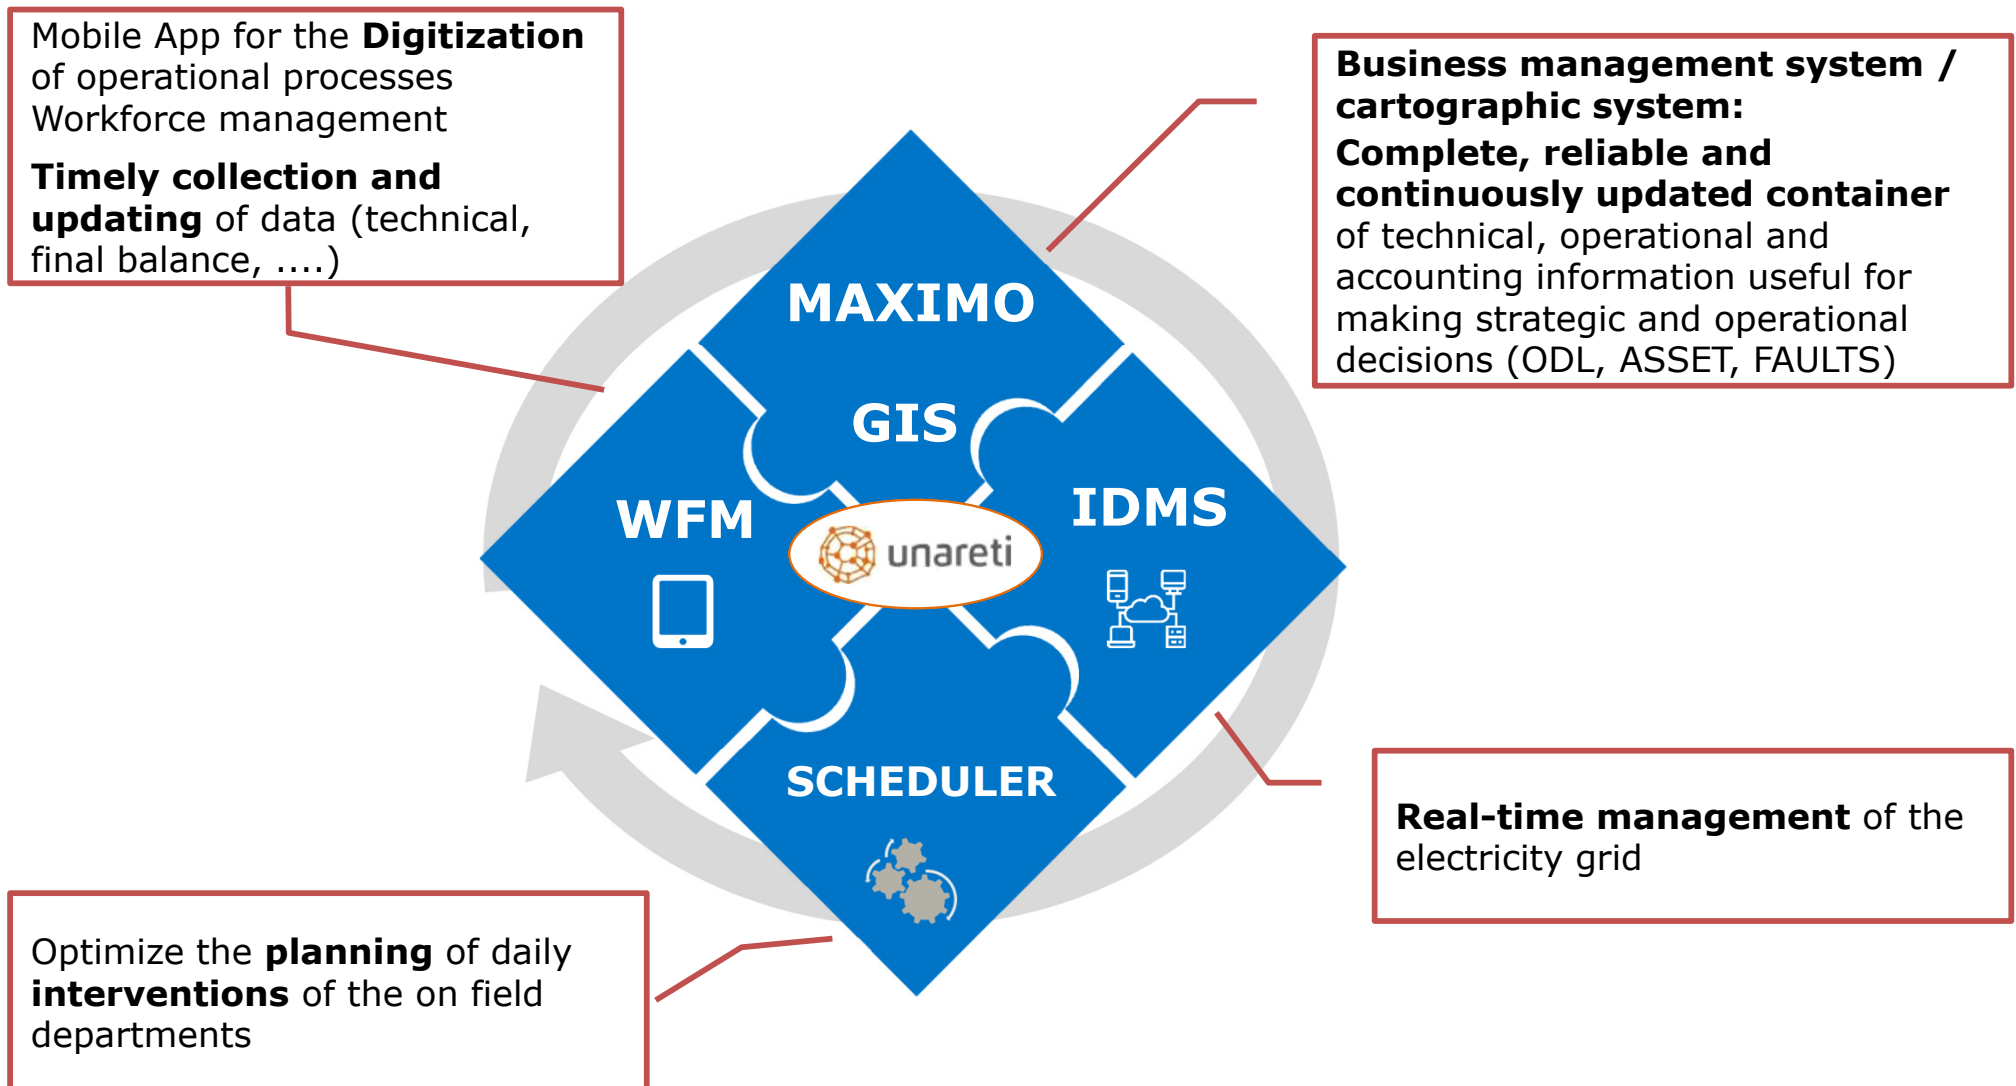 Mobile App for the Digitization
of operational processes
Workforce management
Timely collection and
updating of data (technical,
final balance, ....)
Business management system /
cartographic system:
Complete, reliable and
continuously updated container
of technical, operational and
accounting information useful for
making strategic and operational
decisions (ODL, ASSET, FAULTS)
MAXIMO
GIS
WFM
IDMS
unareti
SCHEDULER
Real-time management of the
electricity grid
Optimize the planning of daily
interventions of the on field
departments